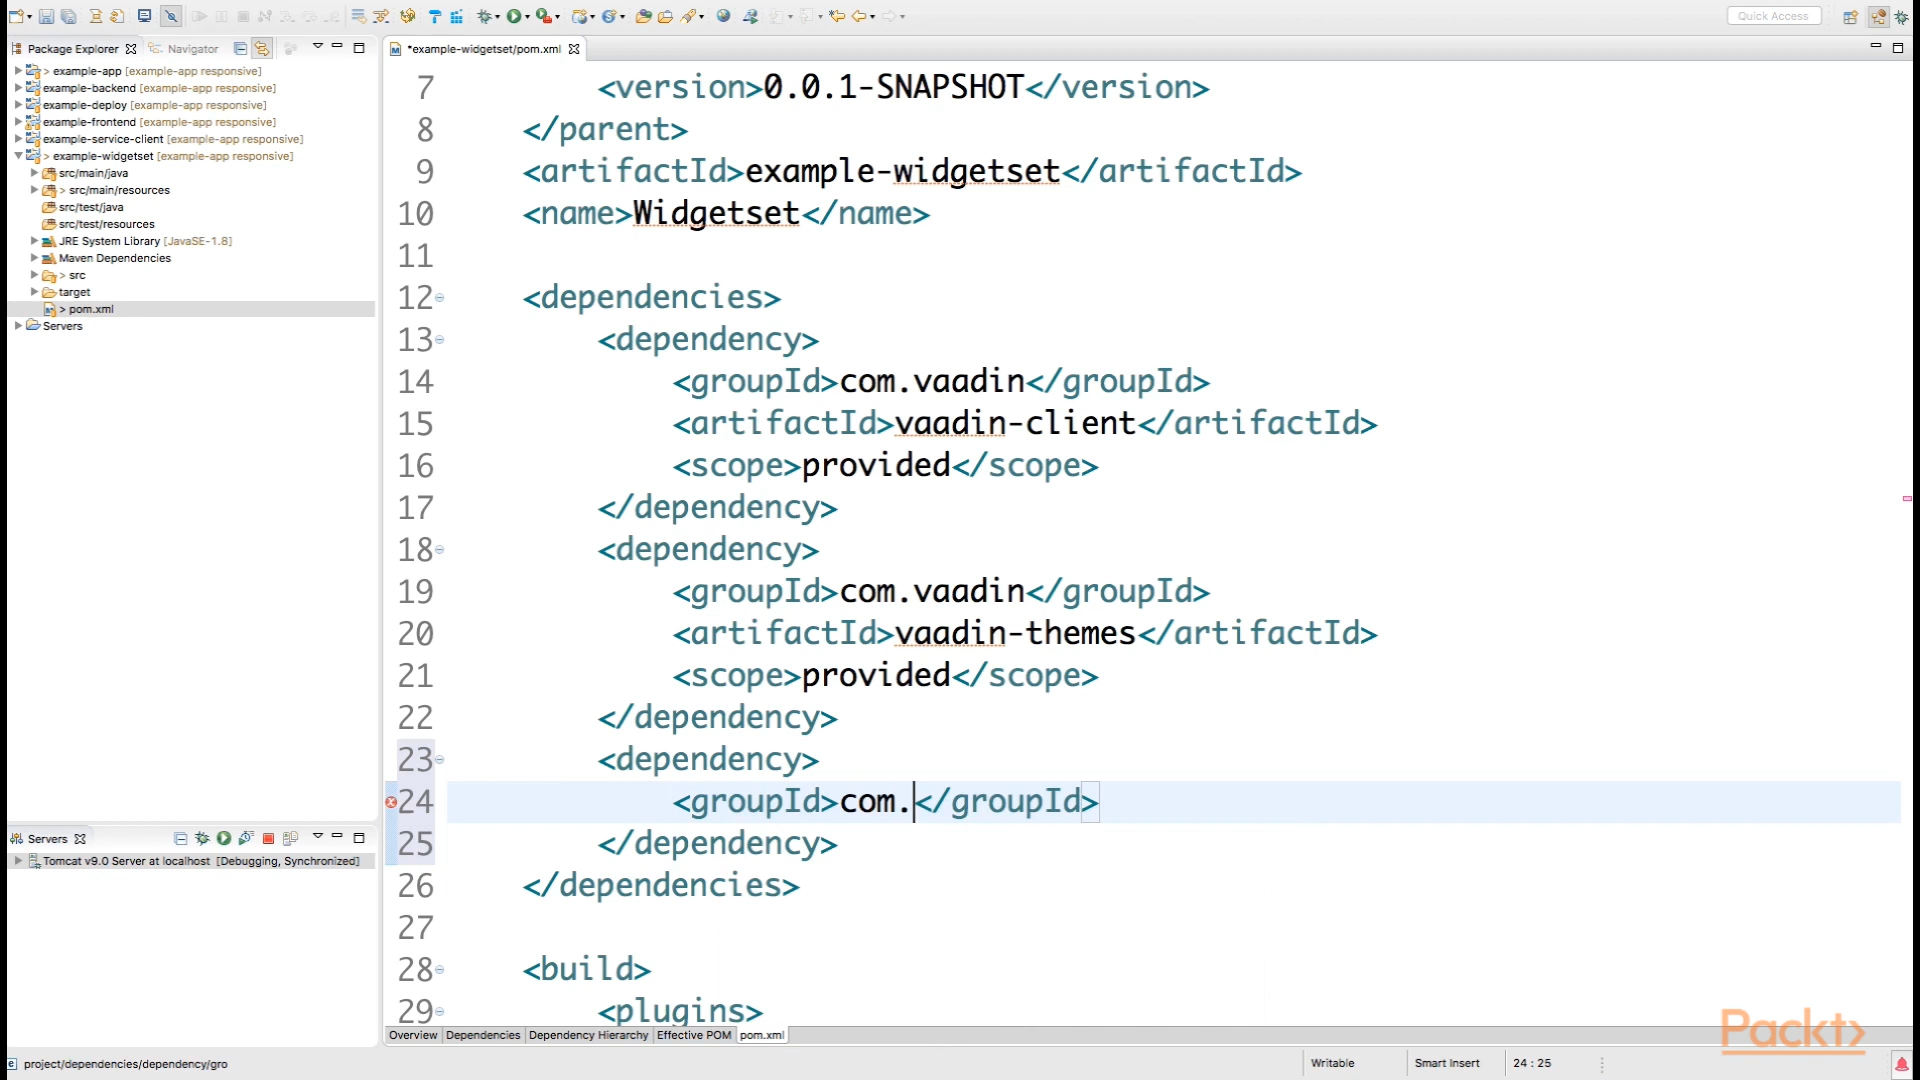 Quick Access
Package Explorer
Navigator
> example-app [example-app responsive]
example-backend [example-app responsive]
example-deploy [example-app responsive]
example-frontend [example-app responsive]
example-service-client [example-app responsive]
> example-widgetset [example-app responsive]
src/main/java
> src/main/resources
src/test/java
src/test/resources
JRE System Library [JavaSE-1.8]
Maven Dependencies
> src
target
> pom.xml
Servers
Servers
Tomcat v9.0 Server at localhost [Debugging, Synchronized]
*example-widgetset/pom.xml
7 <version>0.0.1-SNAPSHOT</version>
8 </parent>
9 <artifactId>example-widgetset</artifactId>
10 <name>Widgetset</name>
11
12 <dependencies>
13 <dependency>
14 <groupId>com.vaadin</groupId>
15 <artifactId>vaadin-client</artifactId>
16 <scope>provided</scope>
17 </dependency>
18 <dependency>
19 <groupId>com.vaadin</groupId>
20 <artifactId>vaadin-themes</artifactId>
21 <scope>provided</scope>
22 </dependency>
23 <dependency>
24 <groupId>com.</groupId>
25 </dependency>
26 </dependencies>
27
28 <build>
29 <plugins>
Overview Dependencies Dependency Hierarchy Effective POM pom.xml
Packt>
project/dependencies/dependency/gro
Writable
Smart Insert
24 : 25